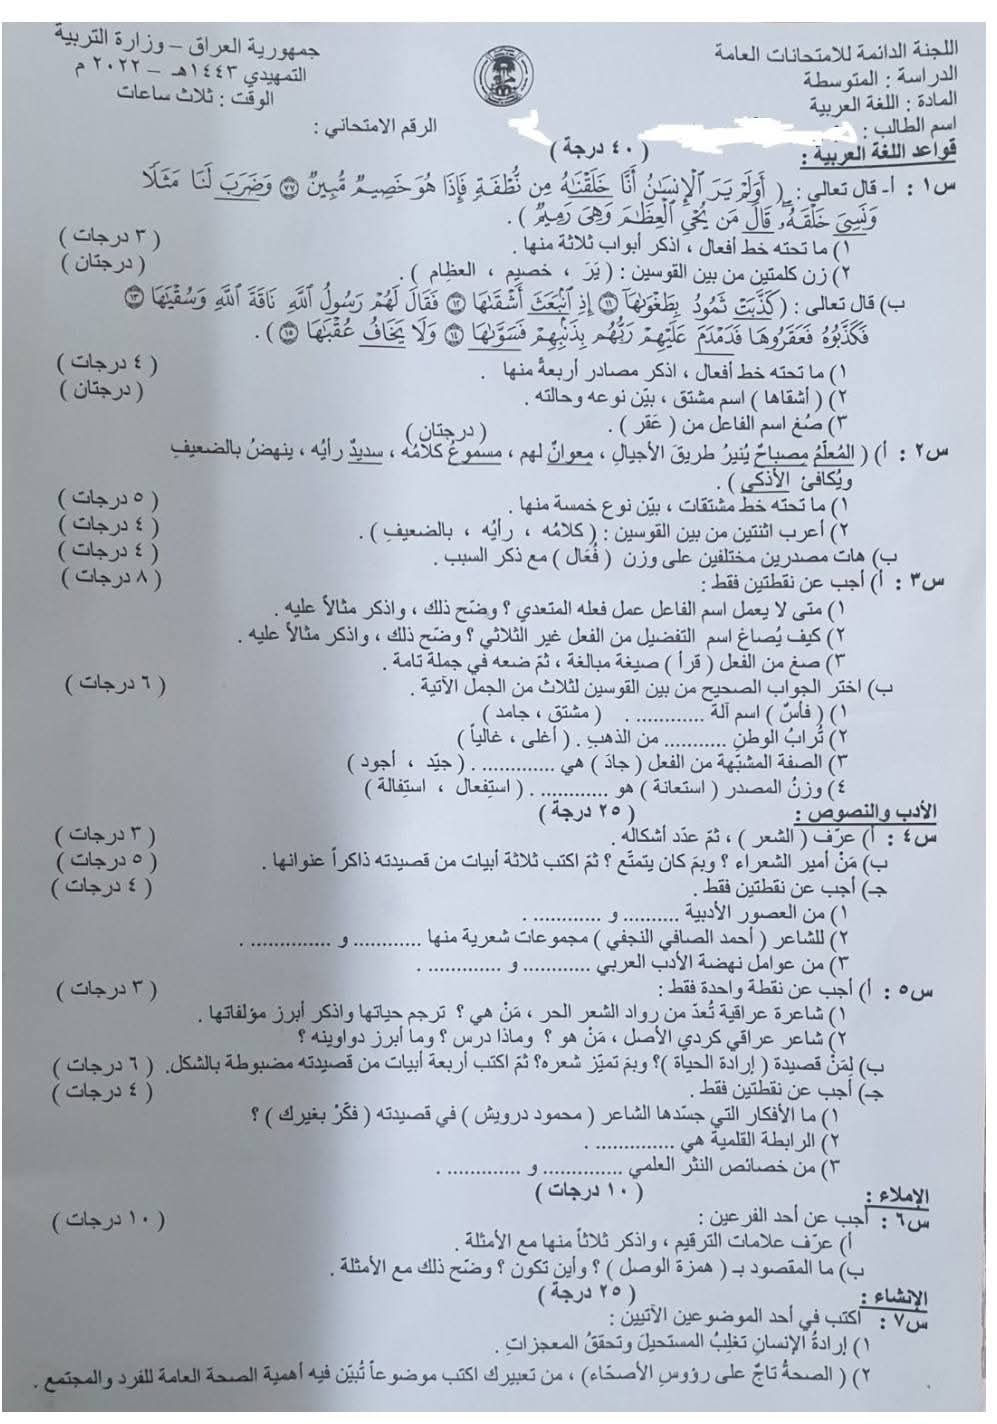 اللجنة الدائمة للامتحانات العامة
الدراسة : المتوسطة
المادة : اللغة العربية
اسم الطالب :
جمهورية العراق – وزارة التربية
التمهيدي ١٤٤٣هـ – ٢٠٢٢ م
الوقت : ثلاث ساعات
الرقم الامتحاني :
قواعد اللغة العربية : ( ٤٠ درجة )
س١ : أ- قال تعالى : ( أَوَلَمْ يَرَ الْإِنسَانُ أَنَّا خَلَقْنَاهُ مِن نُّطْفَةٍ فَإِذَا هُوَ خَصِيمٌ مُّبِينٌ ﴿٧٧﴾ وَضَرَبَ لَنَا مَثَلًا
وَنَسِيَ خَلْقَهُ ۖ قَالَ مَن يُحْيِ الْعِظَامَ وَهِيَ رَمِيمٌ ) .
١) ما تحته خط أفعال ، اذكر أبواب ثلاثة منها . ( ٣ درجات )
٢) زن كلمتين من بين القوسين : ( يَرَ ، خصيم ، العظام ) . ( درجتان )
ب) قال تعالى : ( كَذَّبَتْ ثَمُودُ بِطَغْوَاهَا ﴿١١﴾ إِذِ انبَعَثَ أَشْقَاهَا ﴿١٢﴾ فَقَالَ لَهُمْ رَسُولُ اللَّهِ نَاقَةَ اللَّهِ وَسُقْيَاهَا ﴿١٣﴾
فَكَذَّبُوهُ فَعَقَرُوهَا فَدَمْدَمَ عَلَيْهِمْ رَبُّهُم بِذَنبِهِمْ فَسَوَّاهَا ﴿١٤﴾ وَلَا يَخَافُ عُقْبَاهَا ﴿١٥﴾ ) .
١) ما تحته خط أفعال ، اذكر مصادر أربعةً منها . ( ٤ درجات )
٢) ( أشقاها ) اسم مشتق ، بيّن نوعه وحالته . ( درجتان )
٣) صُغ اسم الفاعل من ( عَقر ) . ( درجتان )
س٢ : أ) ( المُعلّمُ مِصباحٌ يُنيرُ طريقَ الأجيالِ ، مِعوانٌ لهم ، مسموعٌ كلامُه ، سديدٌ رأيُه ، ينهضُ بالضعيفِ
ويُكافئ الأذكى ) .
١) ما تحته خطّ مشتقات ، بيّن نوع خمسة منها . ( ٥ درجات )
٢) أعرب اثنتين من بين القوسين : ( كلامُه ، رأيُه ، بالضعيفِ ) . ( ٤ درجات )
ب) هات مصدرين مختلفين على وزن ( فُعَال ) مع ذكر السبب . ( ٤ درجات )
س٣ : أ) أجب عن نقطتين فقط : ( ٨ درجات )
١) متى لا يعمل اسم الفاعل عمل فعله المتعدي ؟ وضّح ذلك ، واذكر مثالاً عليه .
٢) كيف يُصاغ اسم التفضيل من الفعل غير الثلاثي ؟ وضّح ذلك ، واذكر مثالاً عليه .
٣) صغ من الفعل ( قرأ ) صيغة مبالغة ، ثمّ ضعه في جملة تامة .
ب) اختر الجواب الصحيح من بين القوسين لثلاث من الجمل الآتية . ( ٦ درجات )
١) ( فأسٌ ) اسم آلة ............ . ( مشتق ، جامد )
٢) تُرابُ الوطنِ ........... من الذهبِ . ( أغلى ، غالياً )
٣) الصفة المشبّهة من الفعل ( جادَ ) هي ............. . ( جيّد ، أجود )
٤) وزنُ المصدر ( استعانة ) هو ............ . ( استِفعال ، استِفالة )
الأدب والنصوص : ( ٢٥ درجة )
س٤ : أ) عرّف ( الشعر ) ، ثمّ عدّد أشكاله . ( ٣ درجات )
ب) مَنْ أمير الشعراء ؟ وبمَ كان يتمتّع ؟ ثمّ اكتب ثلاثة أبيات من قصيدته ذاكراً عنوانها . ( ٥ درجات )
جـ) أجب عن نقطتين فقط . ( ٤ درجات )
١) من العصور الأدبية .......... و ............ .
٢) للشاعر ( أحمد الصافي النجفي ) مجموعات شعرية منها ............ و .............. .
٣) من عوامل نهضة الأدب العربي ............ و ............. .
س٥ : أ) أجب عن نقطة واحدة فقط : ( ٣ درجات )
١) شاعرة عراقية تُعدّ من رواد الشعر الحر ، مَنْ هي ؟ ترجم حياتها واذكر أبرز مؤلفاتها .
٢) شاعر عراقي كردي الأصل ، مَنْ هو ؟ وماذا درس ؟ وما أبرز دواوينه ؟
ب) لِمَنْ قصيدة ( إرادة الحياة )؟ وبمَ تميّز شعره؟ ثمّ اكتب أربعة أبيات من قصيدته مضبوطة بالشكل. ( ٦ درجات )
جـ) أجب عن نقطتين فقط . ( ٤ درجات )
١) ما الأفكار التي جسّدها الشاعر ( محمود درويش ) في قصيدته ( فكّرْ بغيرك ) ؟
٢) الرابطة القلمية هي .............. .
٣) من خصائص النثر العلمي .............. و ............. .
الإملاء : ( ١٠ درجات )
س٦ : أجب عن أحد الفرعين : ( ١٠ درجات )
أ) عرّف علامات الترقيم ، واذكر ثلاثاً منها مع الأمثلة .
ب) ما المقصود بـ ( همزة الوصل ) ؟ وأين تكون ؟ وضّح ذلك مع الأمثلة .
الإنشاء : ( ٢٥ درجة )
س٧ : اكتب في أحد الموضوعين الآتيين :
١) إرادةُ الإنسانِ تغلِبُ المستحيلَ وتحققُ المعجزاتِ .
٢) ( الصحةُ تاجٌ على رؤوسِ الأصحّاء) ، من تعبيرك اكتب موضوعاً تُبيّن فيه أهمية الصحة العامة للفرد والمجتمع .